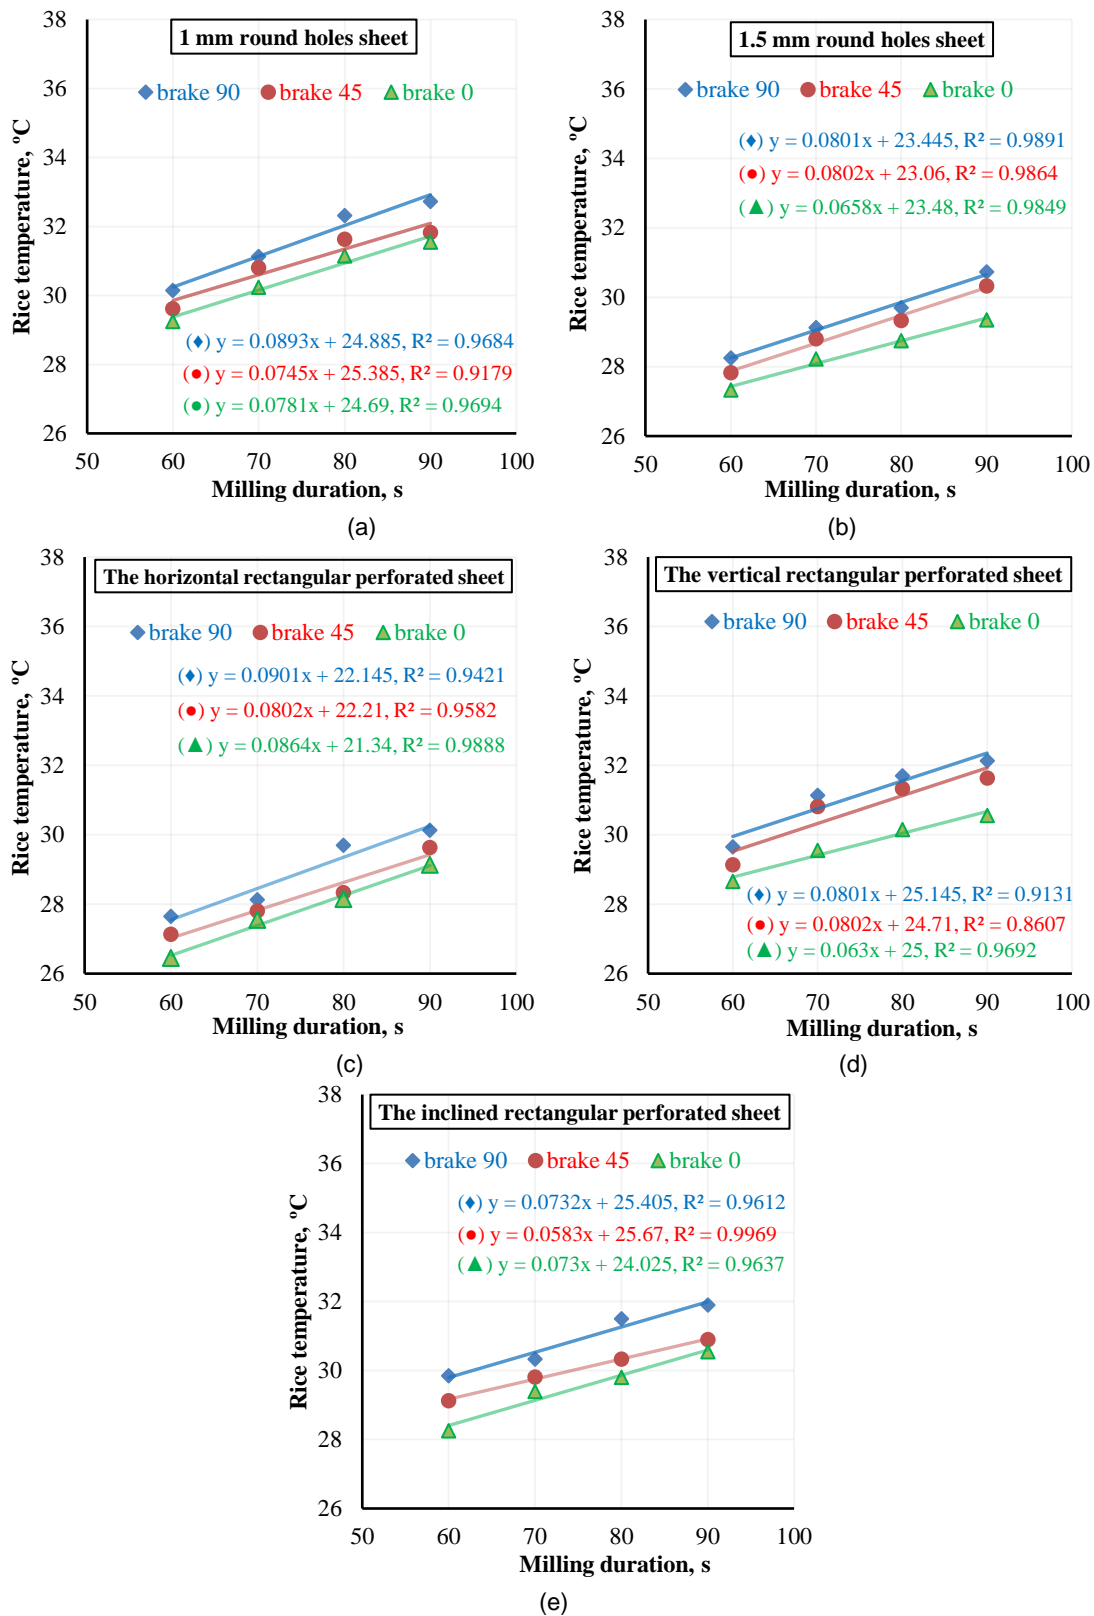 1 mm round holes sheet
brake 90 brake 45 brake 0
Rice temperature, ºC
38
36
34
32
30
28
26
(♦) y = 0.0893x + 24.885, R² = 0.9684
(●) y = 0.0745x + 25.385, R² = 0.9179
(●) y = 0.0781x + 24.69, R² = 0.9694
50 60 70 80 90 100
Milling duration, s
(a)
1.5 mm round holes sheet
brake 90 brake 45 brake 0
Rice temperature, ºC
38
36
34
32
30
28
26
(♦) y = 0.0801x + 23.445, R² = 0.9891
(●) y = 0.0802x + 23.06, R² = 0.9864
(▲) y = 0.0658x + 23.48, R² = 0.9849
50 60 70 80 90 100
Milling duration, s
(b)
The horizontal rectangular perforated sheet
brake 90 brake 45 brake 0
Rice temperature, ºC
38
36
34
32
30
28
26
(♦) y = 0.0901x + 22.145, R² = 0.9421
(●) y = 0.0802x + 22.21, R² = 0.9582
(▲) y = 0.0864x + 21.34, R² = 0.9888
50 60 70 80 90 100
Milling duration, s
(c)
The vertical rectangular perforated sheet
brake 90 brake 45 brake 0
Rice temperature, ºC
38
36
34
32
30
28
26
(♦) y = 0.0801x + 25.145, R² = 0.9131
(●) y = 0.0802x + 24.71, R² = 0.8607
(▲) y = 0.063x + 25, R² = 0.9692
50 60 70 80 90 100
Milling duration, s
(d)
The inclined rectangular perforated sheet
brake 90 brake 45 brake 0
Rice temperature, ºC
38
36
34
32
30
28
26
(♦) y = 0.0732x + 25.405, R² = 0.9612
(●) y = 0.0583x + 25.67, R² = 0.9969
(▲) y = 0.073x + 24.025, R² = 0.9637
50 60 70 80 90 100
Milling duration, s
(e)